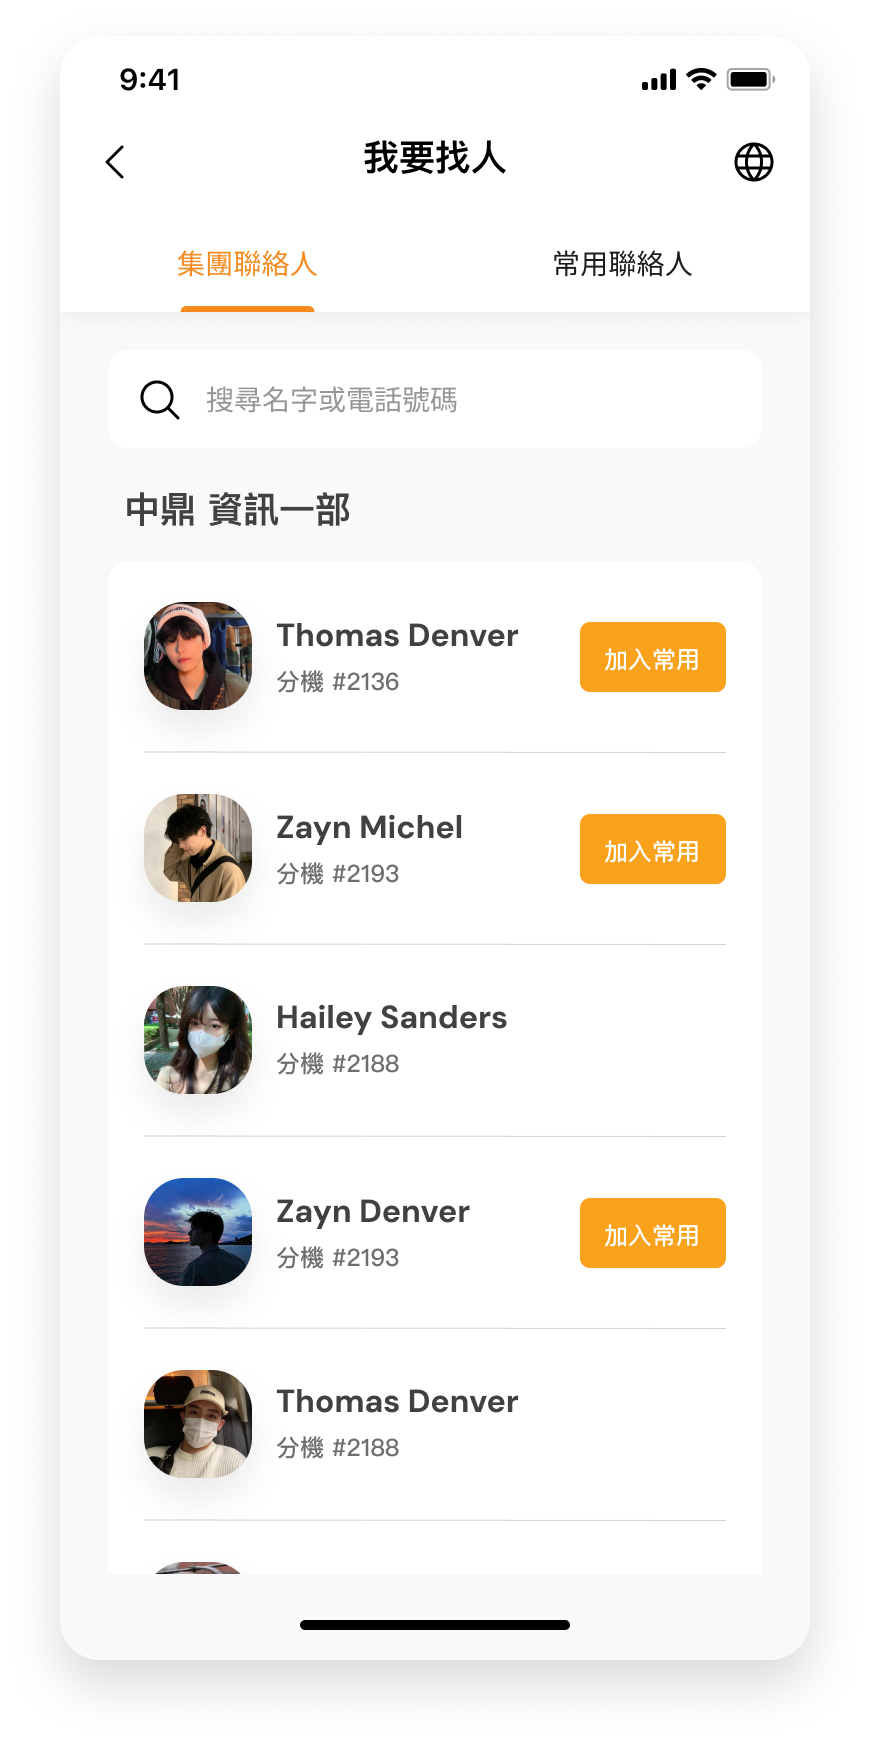 9:41
我要找人
集團聯絡人
常用聯絡人
搜尋名字或電話號碼
中鼎 資訊一部
Thomas Denver
分機 #2136
加入常用
Zayn Michel
分機 #2193
加入常用
Hailey Sanders
分機 #2188
Zayn Denver
分機 #2193
加入常用
Thomas Denver
分機 #2188